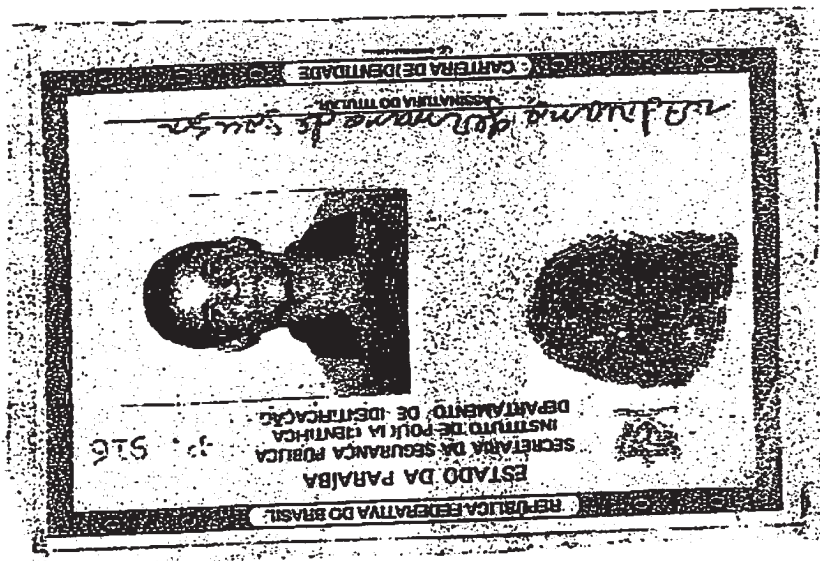 REPÚBLICA FEDERATIVA DO BRASIL
ESTADO DA PARAÍBA
SECRETARIA DA SEGURANÇA PÚBLICA
INSTITUTO DE POLÍCIA CIENTÍFICA
DEPARTAMENTO DE IDENTIFICAÇÃO
de
ASSINATURA DO TITULAR
CARTEIRA DE IDENTIDADE